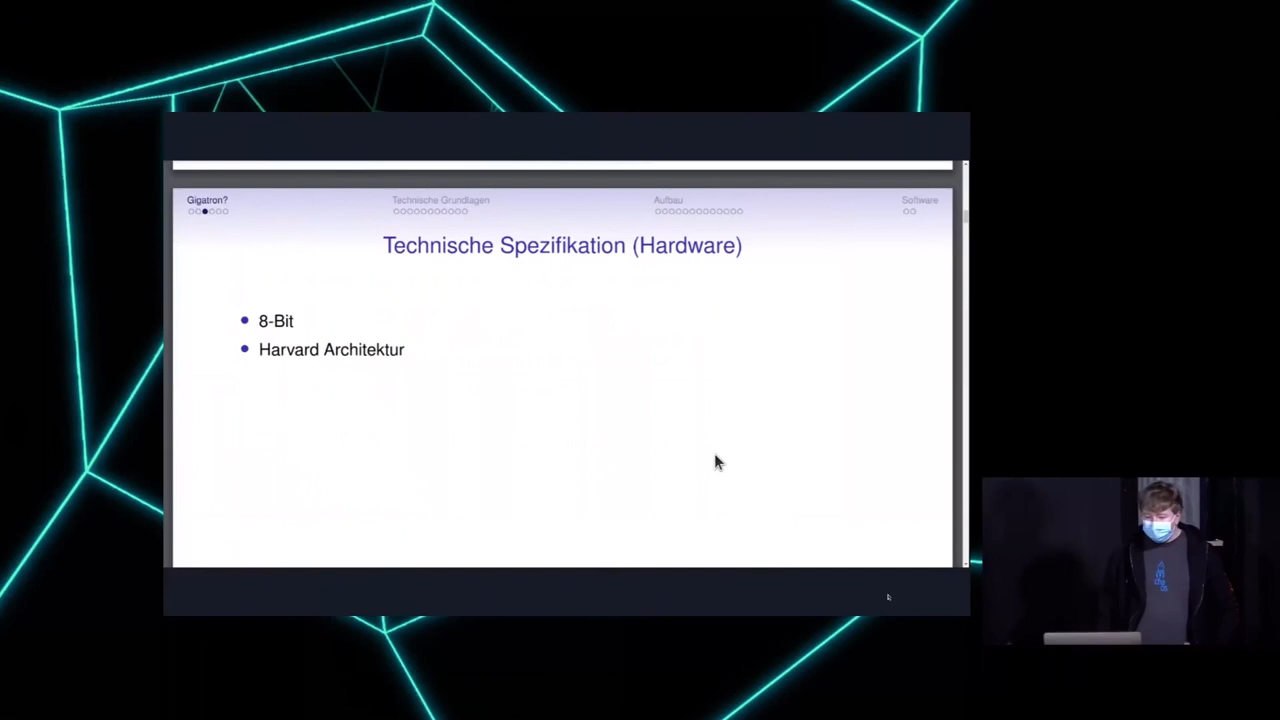 Gigatron?
Technische Grundlagen
Aufbau
Software
Technische Spezifikation (Hardware)
8-Bit
Harvard Architektur